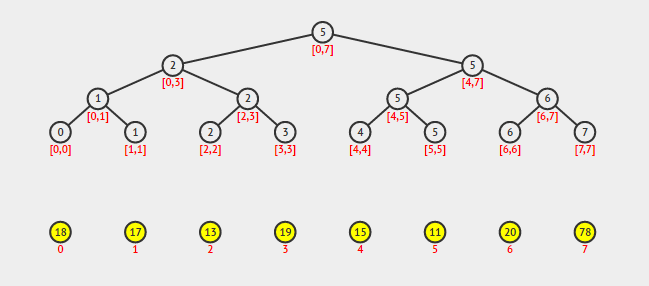 5
[0,7]
2 5
[0,3] [4,7]
1 2 5 6
[0,1] [2,3] [4,5] [6,7]
0 1 2 3 4 5 6 7
[0,0] [1,1] [2,2] [3,3] [4,4] [5,5] [6,6] [7,7]
18 17 13 19 15 11 20 78
0 1 2 3 4 5 6 7